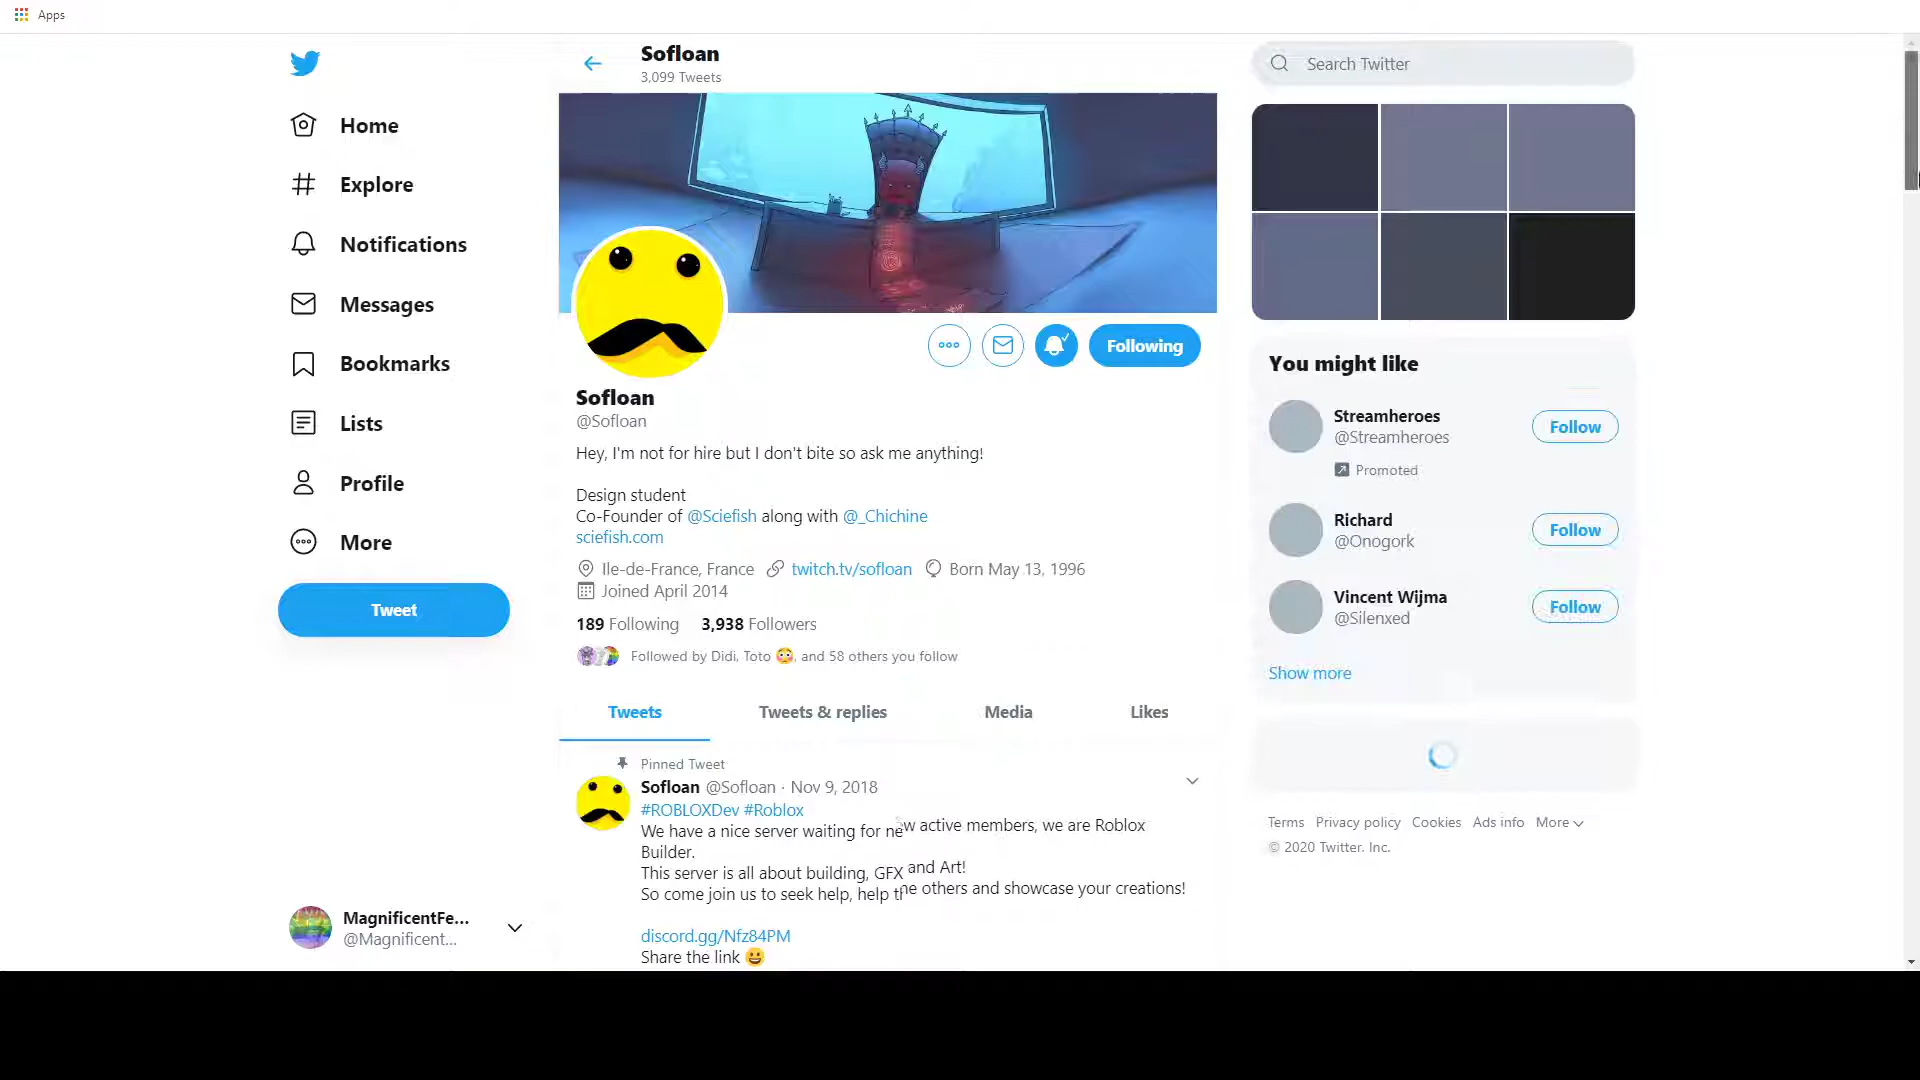 Apps
Home
Explore
Notifications
Messages
Bookmarks
Lists
Profile
More
Tweet
MagnificentFe...
@Magnificent...
Sofloan
3,099 Tweets
Following
Sofloan
@Sofloan
Hey, I'm not for hire but I don't bite so ask me anything!
Design student
Co-Founder of @Sciefish along with @_Chichine
sciefish.com
Ile-de-France, France twitch.tv/sofloan Born May 13, 1996
Joined April 2014
189 Following 3,938 Followers
Followed by Didi, Toto 😳, and 58 others you follow
Tweets Tweets & replies Media Likes
Pinned Tweet
Sofloan @Sofloan · Nov 9, 2018
#ROBLOXDev #Roblox
We have a nice server waiting for new active members, we are Roblox
Builder.
This server is all about building, GFX and Art!
So come join us to seek help, help the others and showcase your creations!
discord.gg/Nfz84PM
Share the link 😀
Search Twitter
You might like
Streamheroes
@Streamheroes
Follow
Promoted
Richard
@Onogork
Follow
Vincent Wijma
@Silenxed
Follow
Show more
Terms Privacy policy Cookies Ads info More
© 2020 Twitter, Inc.